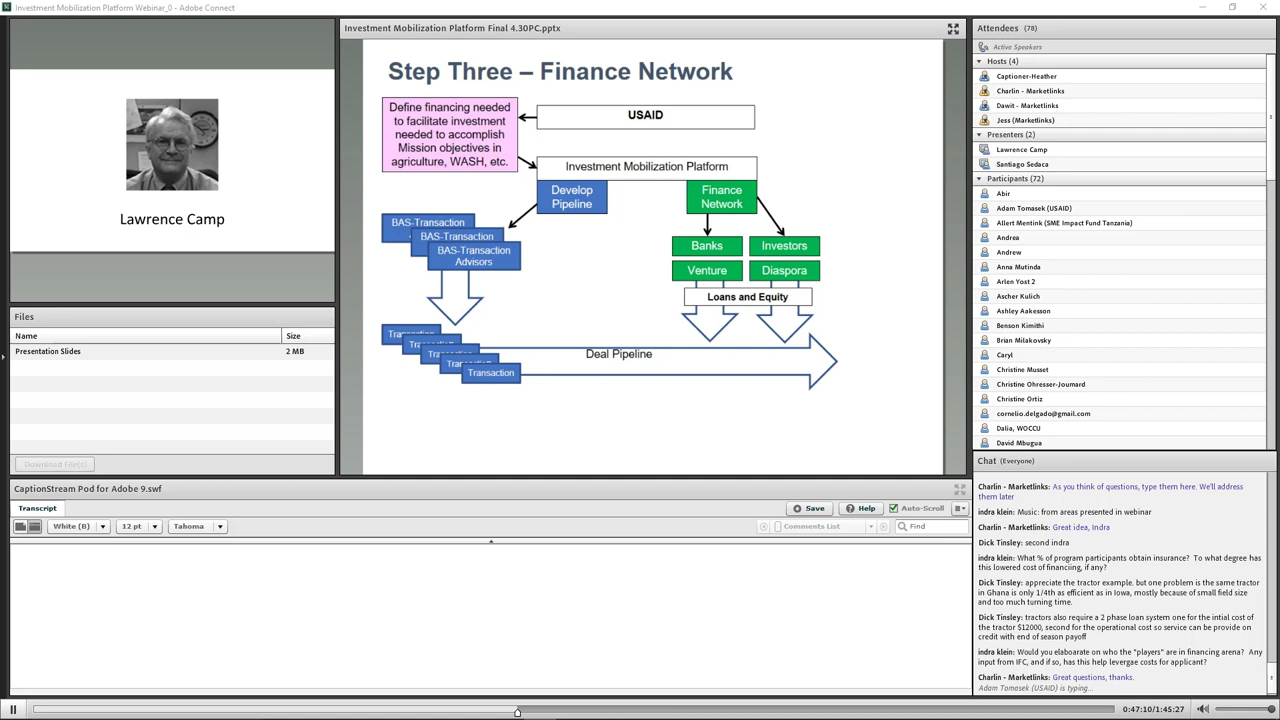 Investment Mobilization Platform Webinar_0 - Adobe Connect
Lawrence Camp
Files
Name
Size
Presentation Slides
2 MB
Download File(s)
Investment Mobilization Platform Final 4.30PC.pptx
Step Three – Finance Network
Define financing needed
to facilitate investment
needed to accomplish
Mission objectives in
agriculture, WASH, etc.
USAID
Investment Mobilization Platform
Develop
Pipeline
Finance
Network
BAS-Transaction
BAS-Transaction
BAS-Transaction
Advisors
Banks
Investors
Venture
Diaspora
Loans and Equity
Transaction
Deal Pipeline
CaptionStream Pod for Adobe 9.swf
Transcript
Save
Help
Auto-Scroll
White (B)
12 pt
Tahoma
Comments List
Find
Attendees (78)
Active Speakers
Hosts (4)
Captioner-Heather
Charlin - Marketlinks
Dawit - Marketlinks
Jess (Marketlinks)
Presenters (2)
Lawrence Camp
Santiago Sedaca
Participants (72)
Abir
Adam Tomasek (USAID)
Allert Mentink (SME Impact Fund Tanzania)
Andrea
Andrew
Anna Mutinda
Arlen Yost 2
Ascher Kulich
Ashley Aakesson
Benson Kimithi
Brian Milakovsky
Caryl
Christine Musset
Christine Ohresser-Joumard
Christine Ortiz
cornelio.delgado@gmail.com
Dalia, WOCCU
David Mbugua
Chat (Everyone)
Charlin - Marketlinks: As you think of questions, type them here. We'll address
them later
indra klein: Music: from areas presented in webinar
Charlin - Marketlinks: Great idea, Indra
Dick Tinsley: second indra
indra klein: What % of program participants obtain insurance? To what degree has
this lowered cost of financiing, if any?
Dick Tinsley: appreciate the tractor example. but one problem is the same tractor
in Ghana is only 1/4th as efficient as in Iowa, mostly because of small field size
and too much turning time.
Dick Tinsley: tractors also require a 2 phase loan system one for the intial cost of
the tractor $12000, second for the operational cost so service can be provide on
credit with end of season payoff
indra klein: Would you elaboarate on who the "players" are in financing arena? Any
input from IFC, and if so, has this help levergae costs for applicant?
Charlin - Marketlinks: Great questions, thanks.
Adam Tomasek (USAID) is typing...
0:47:10/1:45:27